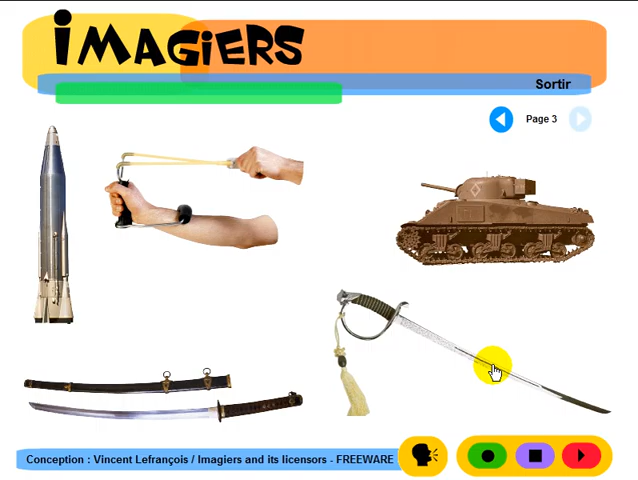 iMAGiERS
Sortir
Page 3
Conception : Vincent Lefrançois / Imagiers and its licensors - FREEWARE